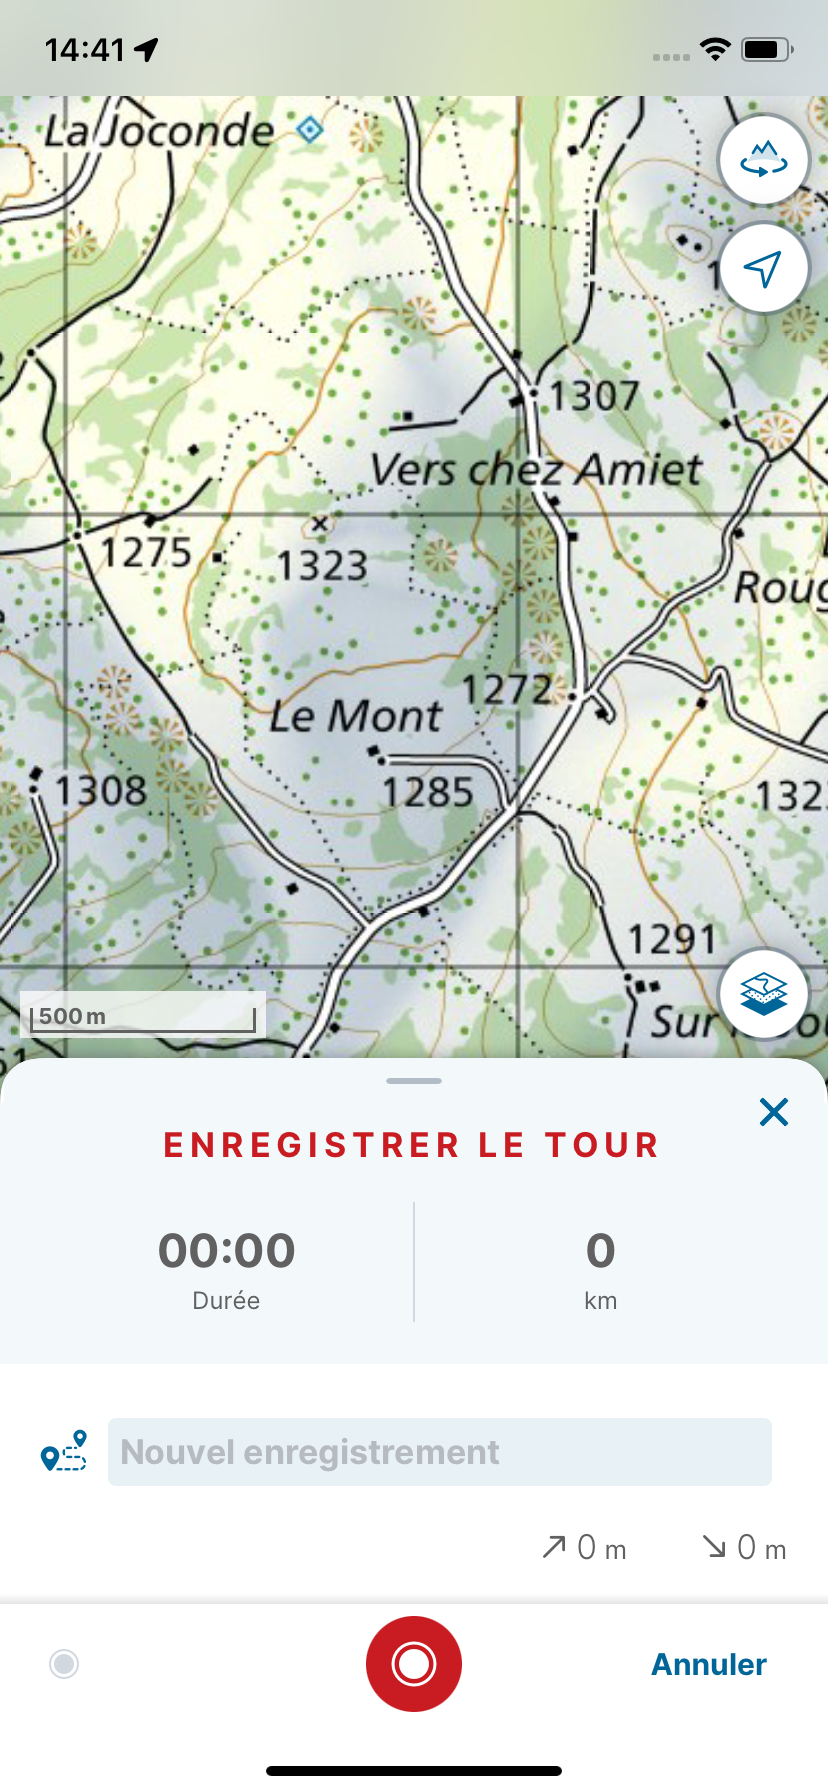 14:41
La Joconde
1307
Vers chez Amiet
1275
1323
Roug
1272
Le Mont
1308
1285
132
1291
500 m
Sur
ENREGISTRER LE TOUR
00:00
0
Durée
km
Nouvel enregistrement
0 m
0 m
Annuler